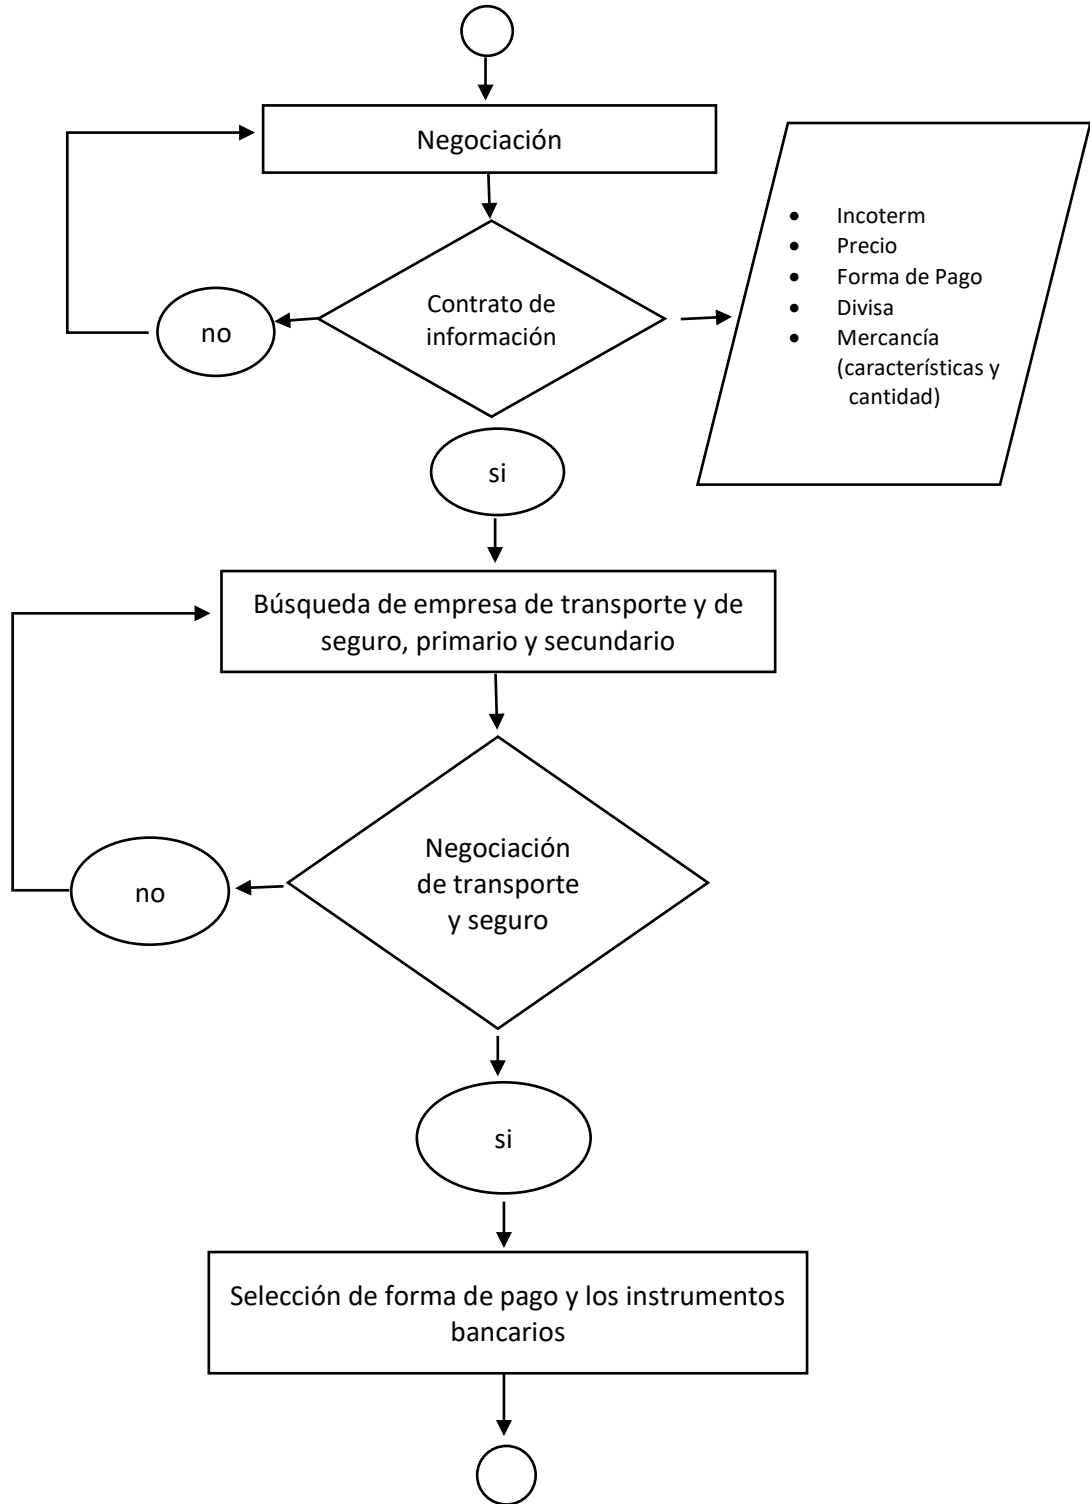 Negociación
Contrato de
información
• Incoterm
• Precio
• Forma de Pago
• Divisa
• Mercancía
(características y
cantidad)
no
si
Búsqueda de empresa de transporte y de
seguro, primario y secundario
Negociación
de transporte
y seguro
no
si
Selección de forma de pago y los instrumentos
bancarios